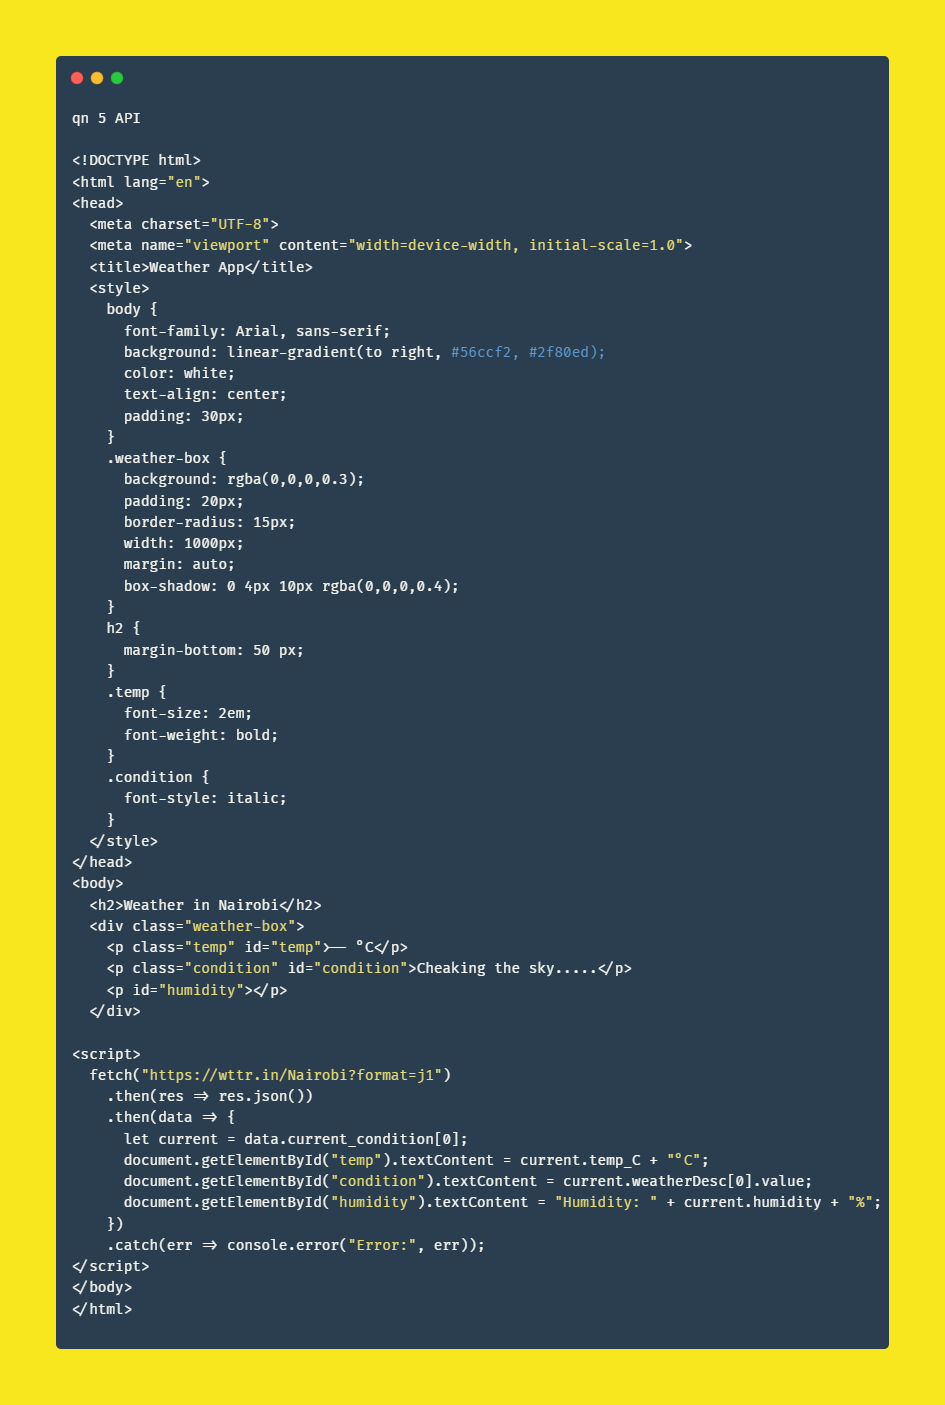 qn 5 API

<!DOCTYPE html>
<html lang="en">
<head>
  <meta charset="UTF-8">
  <meta name="viewport" content="width=device-width, initial-scale=1.0">
  <title>Weather App</title>
  <style>
    body {
      font-family: Arial, sans-serif;
      background: linear-gradient(to right, #56ccf2, #2f80ed);
      color: white;
      text-align: center;
      padding: 30px;
    }
    .weather-box {
      background: rgba(0,0,0,0.3);
      padding: 20px;
      border-radius: 15px;
      width: 1000px;
      margin: auto;
      box-shadow: 0 4px 10px rgba(0,0,0,0.4);
    }
    h2 {
      margin-bottom: 50 px;
    }
    .temp {
      font-size: 2em;
      font-weight: bold;
    }
    .condition {
      font-style: italic;
    }
  </style>
</head>
<body>
  <h2>Weather in Nairobi</h2>
  <div class="weather-box">
    <p class="temp" id="temp">-- °C</p>
    <p class="condition" id="condition">Cheaking the sky.....</p>
    <p id="humidity"></p>
  </div>

<script>
  fetch("https://wttr.in/Nairobi?format=j1")
    .then(res => res.json())
    .then(data => {
      let current = data.current_condition[0];
      document.getElementById("temp").textContent = current.temp_C + "°C";
      document.getElementById("condition").textContent = current.weatherDesc[0].value;
      document.getElementById("humidity").textContent = "Humidity: " + current.humidity + "%";
    })
    .catch(err => console.error("Error:", err));
</script>
</body>
</html>